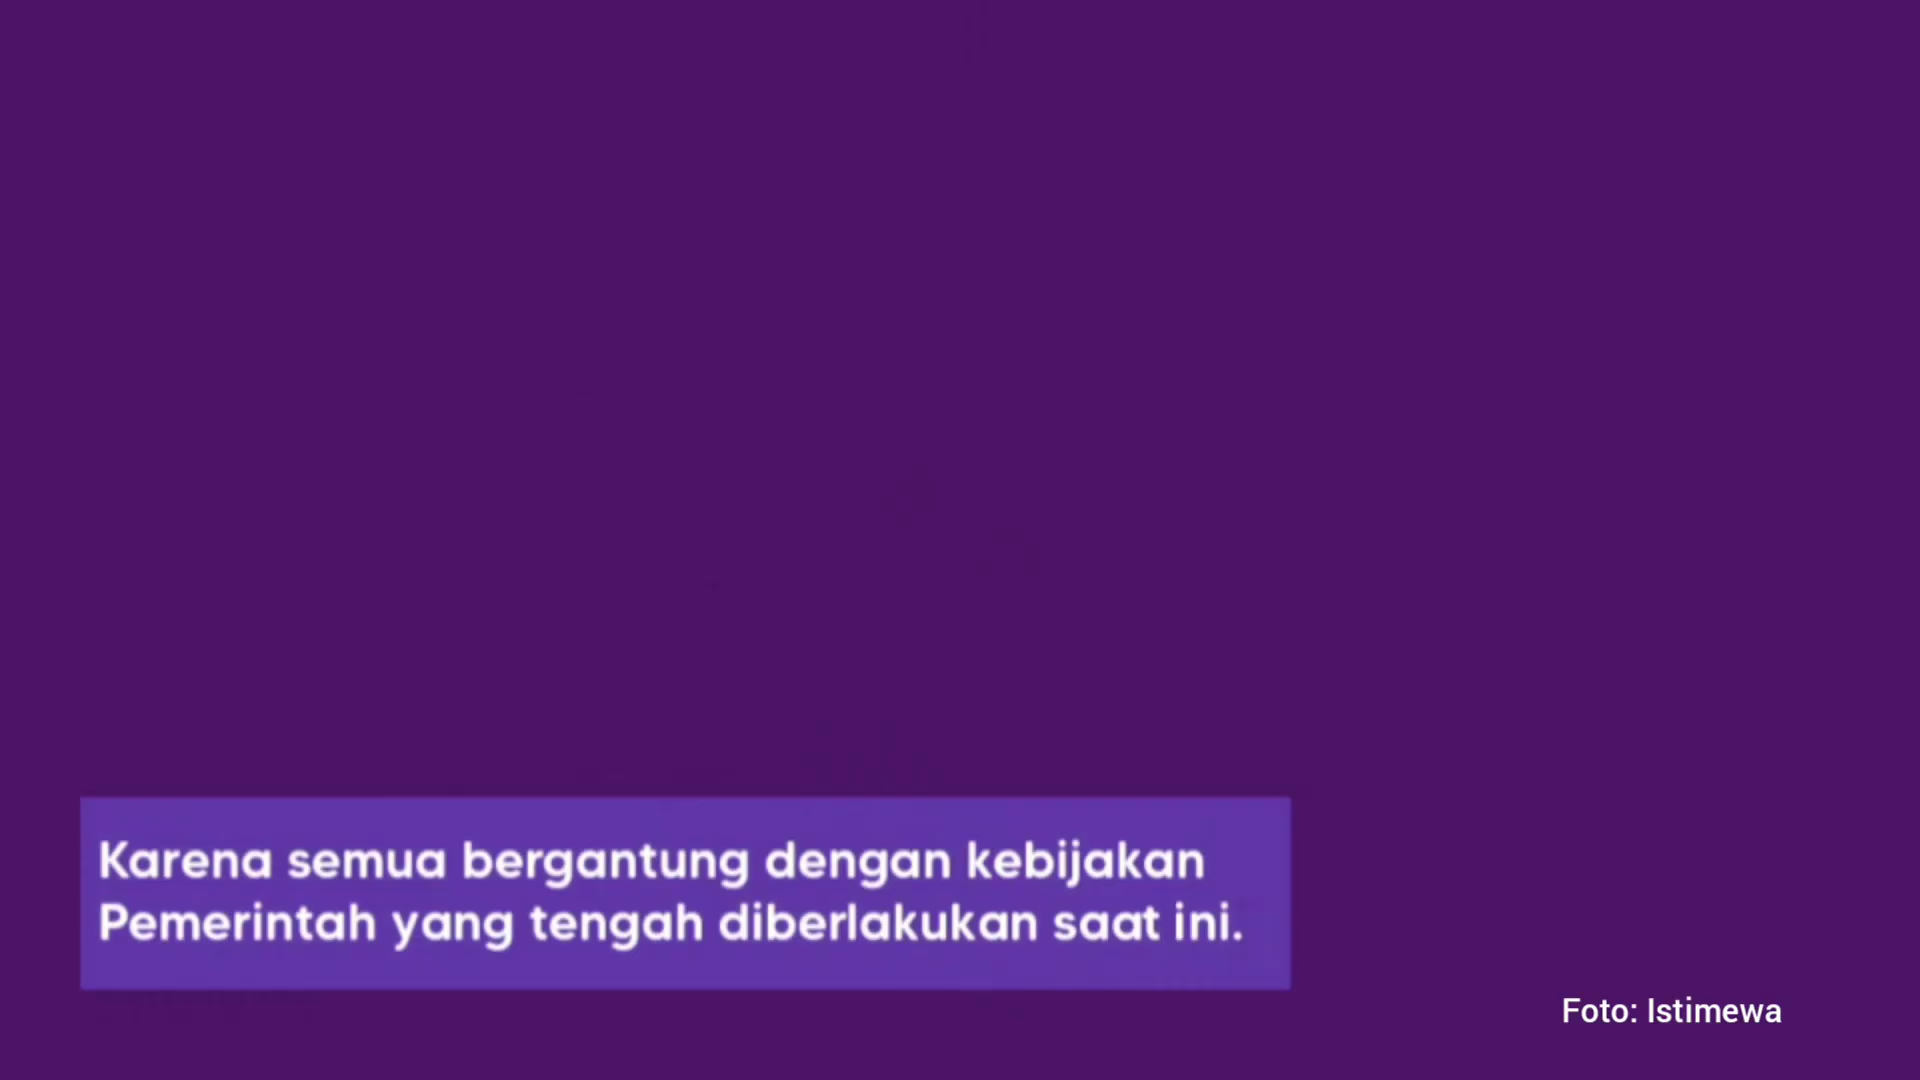 Karena semua bergantung dengan kebijakan
Pemerintah yang tengah diberlakukan saat ini.
Foto: Istimewa